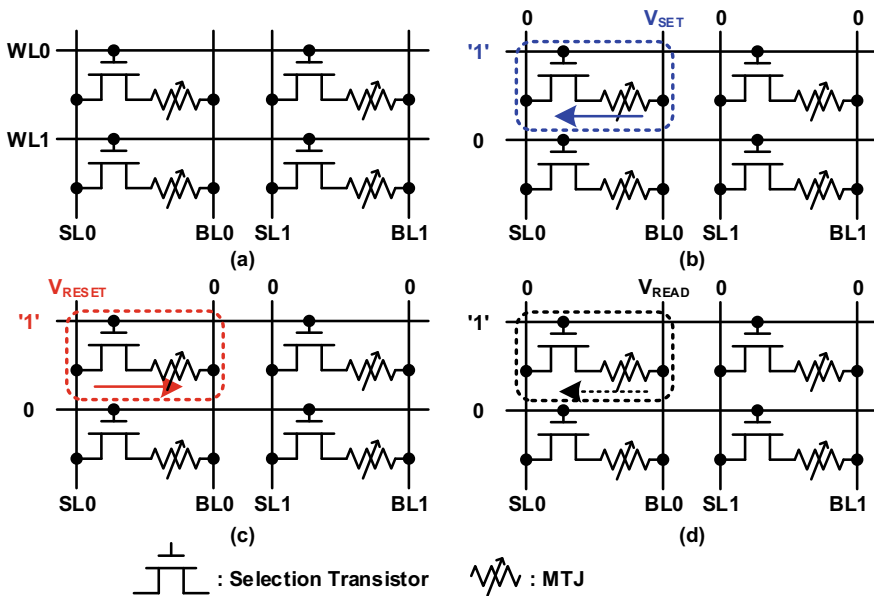 WL0
WL1
SL0 BL0 SL1 BL1
(a)
0 VSET 0 0
'1'
0
SL0 BL0 SL1 BL1
(b)
VRESET 0 0 0
'1'
0
SL0 BL0 SL1 BL1
(c)
0 VREAD 0 0
'1'
0
SL0 BL0 SL1 BL1
(d)
: Selection Transistor : MTJ